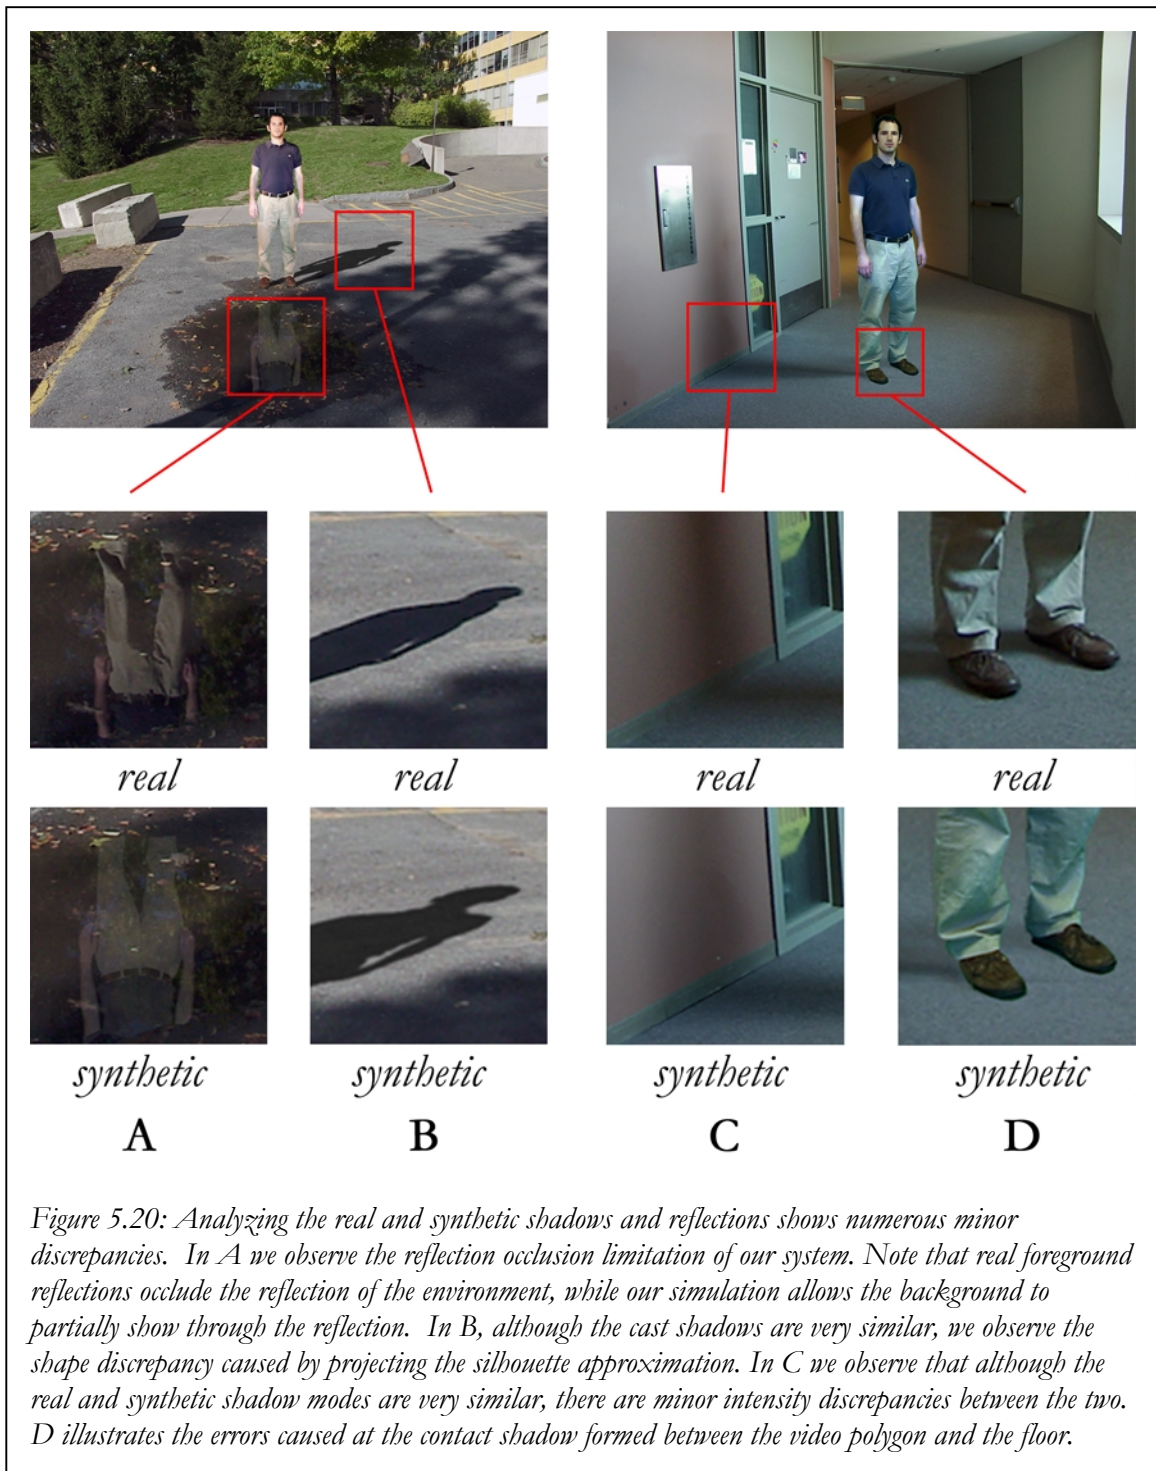 real real real real
synthetic synthetic synthetic synthetic
A B C D
Figure 5.20: Analyzing the real and synthetic shadows and reflections shows numerous minor
discrepancies. In A we observe the reflection occlusion limitation of our system. Note that real foreground
reflections occlude the reflection of the environment, while our simulation allows the background to
partially show through the reflection. In B, although the cast shadows are very similar, we observe the
shape discrepancy caused by projecting the silhouette approximation. In C we observe that although the
real and synthetic shadow modes are very similar, there are minor intensity discrepancies between the two.
D illustrates the errors caused at the contact shadow formed between the video polygon and the floor.